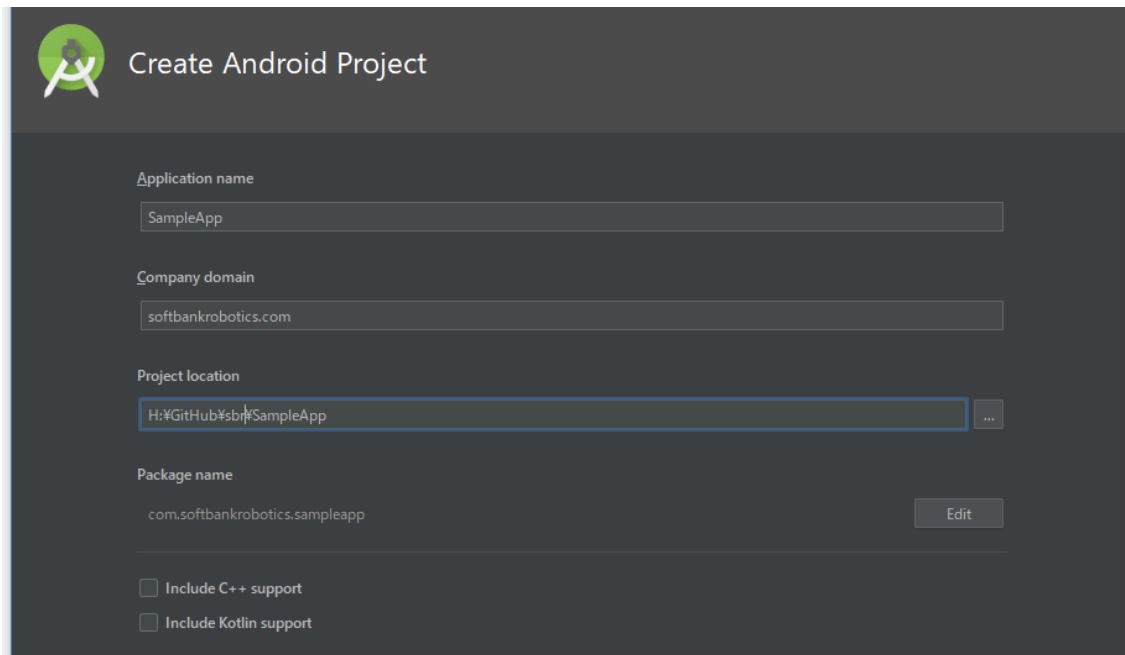 Create Android Project
Application name
SampleApp
Company domain
softbankrobotics.com
Project location
H:¥GitHub¥sbr¥SampleApp
...
Package name
com.softbankrobotics.sampleapp
Edit
Include C++ support
Include Kotlin support